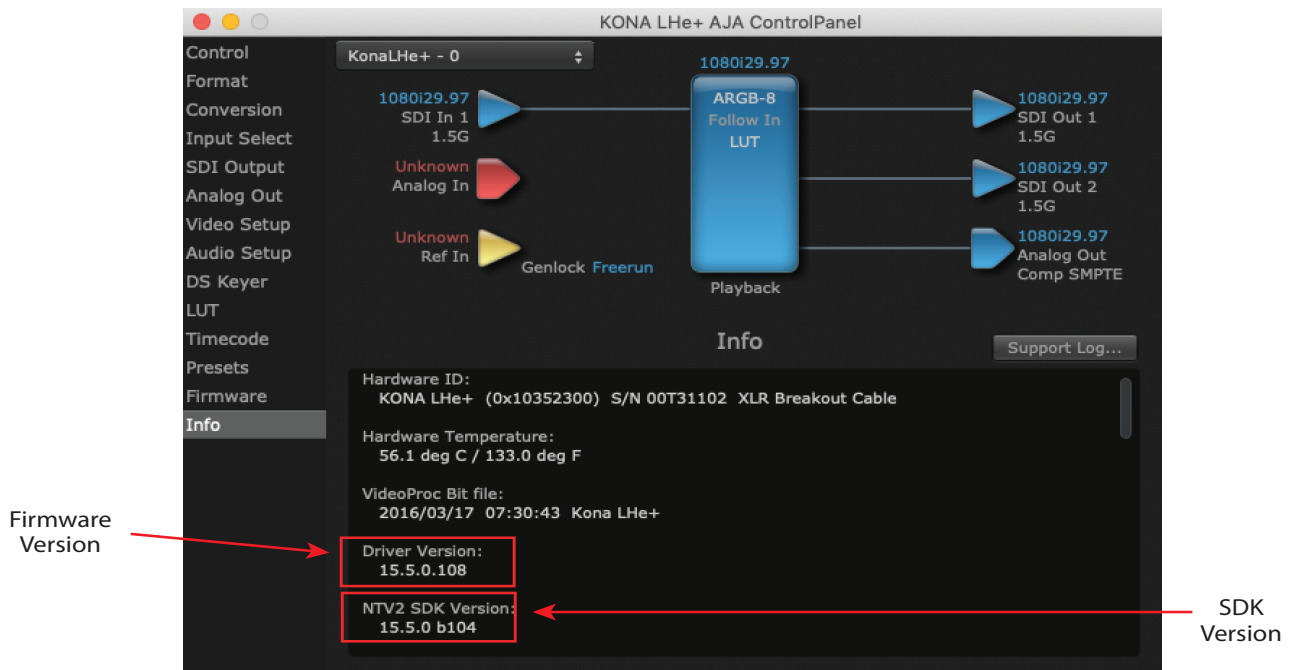 KONA LHe+ AJA ControlPanel
Control
Format
Conversion
Input Select
SDI Output
Analog Out
Video Setup
Audio Setup
DS Keyer
LUT
Timecode
Presets
Firmware
Info
KonaLHe+ - 0
1080i29.97
SDI In 1
1.5G
Unknown
Analog In
Unknown
Ref In
Genlock Freerun
1080i29.97
ARGB-8
Follow In
LUT
Playback
1080i29.97
SDI Out 1
1.5G
1080i29.97
SDI Out 2
1.5G
1080i29.97
Analog Out
Comp SMPTE
Info
Support Log...
Hardware ID:
KONA LHe+ (0x10352300) S/N 00T31102 XLR Breakout Cable
Hardware Temperature:
56.1 deg C / 133.0 deg F
VideoProc Bit file:
2016/03/17 07:30:43 Kona LHe+
Driver Version:
15.5.0.108
NTV2 SDK Version:
15.5.0 b104
Firmware
Version
SDK
Version